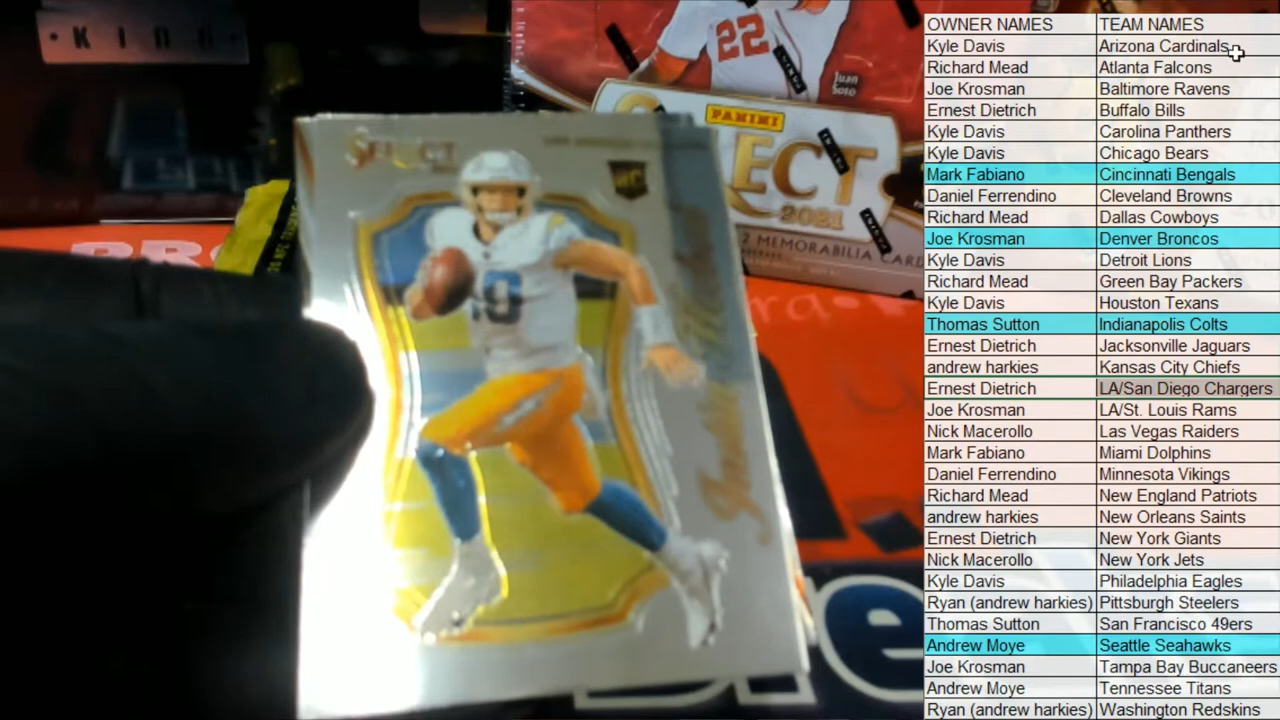 KING
22
Juan
Soto
PANINI
ECT
2021
2 MEMORABILIA CARD
PRO
SELECT
RC
OWNER NAMES TEAM NAMES
Kyle Davis Arizona Cardinals
Richard Mead Atlanta Falcons
Joe Krosman Baltimore Ravens
Ernest Dietrich Buffalo Bills
Kyle Davis Carolina Panthers
Kyle Davis Chicago Bears
Mark Fabiano Cincinnati Bengals
Daniel Ferrendino Cleveland Browns
Richard Mead Dallas Cowboys
Joe Krosman Denver Broncos
Kyle Davis Detroit Lions
Richard Mead Green Bay Packers
Kyle Davis Houston Texans
Thomas Sutton Indianapolis Colts
Ernest Dietrich Jacksonville Jaguars
andrew harkies Kansas City Chiefs
Ernest Dietrich LA/San Diego Chargers
Joe Krosman LA/St. Louis Rams
Nick Macerollo Las Vegas Raiders
Mark Fabiano Miami Dolphins
Daniel Ferrendino Minnesota Vikings
Richard Mead New England Patriots
andrew harkies New Orleans Saints
Ernest Dietrich New York Giants
Nick Macerollo New York Jets
Kyle Davis Philadelphia Eagles
Ryan (andrew harkies) Pittsburgh Steelers
Thomas Sutton San Francisco 49ers
Andrew Moye Seattle Seahawks
Joe Krosman Tampa Bay Buccaneers
Andrew Moye Tennessee Titans
Ryan (andrew harkies) Washington Redskins